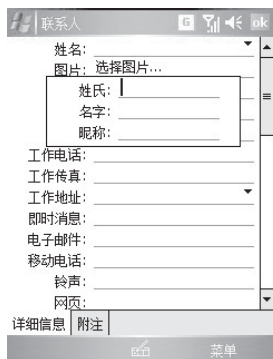 联系人 G ok
姓名:
图片: 选择图片...
姓氏:
名字:
昵称:
工作电话:
工作传真:
工作地址:
即时消息:
电子邮件:
移动电话:
铃声:
网页:
详细信息 附注
菜单